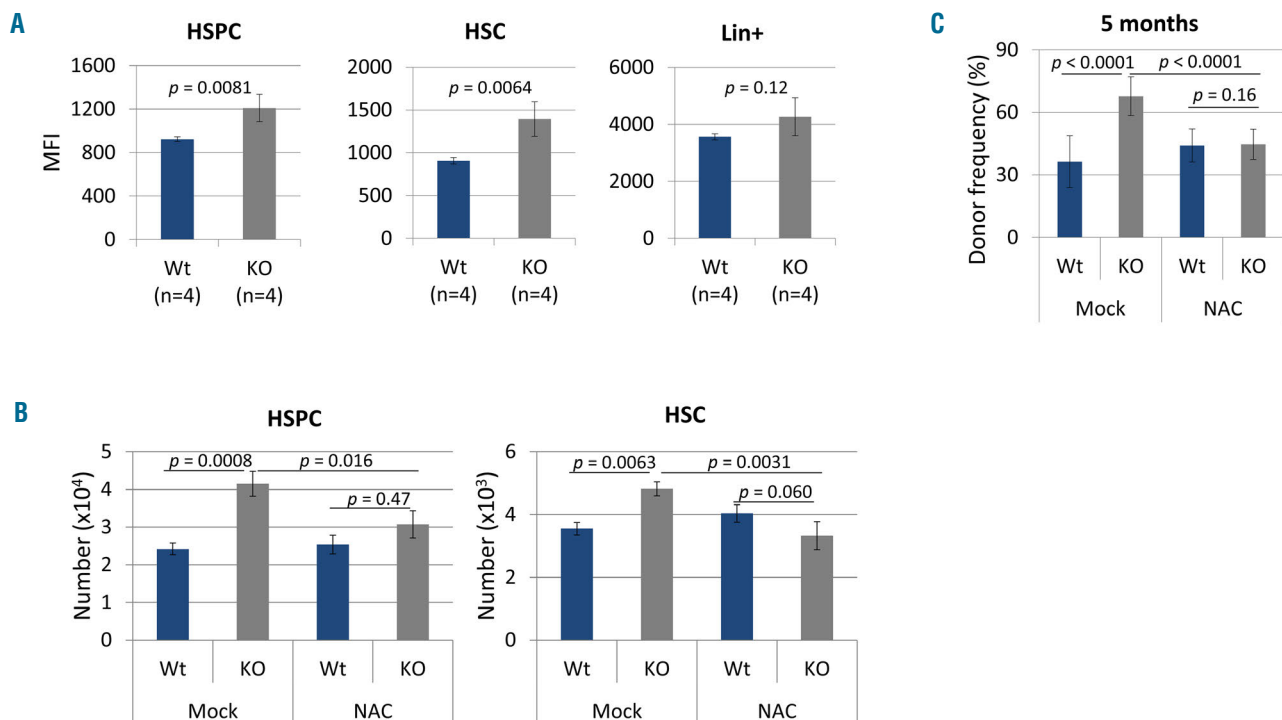 A
HSPC
MFI
1600
1200
800
400
0
p = 0.0081
Wt
(n=4)
KO
(n=4)
HSC
2000
1500
1000
500
0
p = 0.0064
Wt
(n=4)
KO
(n=4)
Lin+
6000
4000
2000
0
p = 0.12
Wt
(n=4)
KO
(n=4)
C
5 months
Donor frequency (%)
90
60
30
0
p < 0.0001
p < 0.0001
p = 0.16
Wt KO Wt KO
Mock NAC
B
HSPC
Number (x10⁴)
5
4
3
2
1
0
p = 0.0008
p = 0.016
p = 0.47
Wt KO Wt KO
Mock NAC
HSC
Number (x10³)
6
4
2
0
p = 0.0063
p = 0.0031
p = 0.060
Wt KO Wt KO
Mock NAC